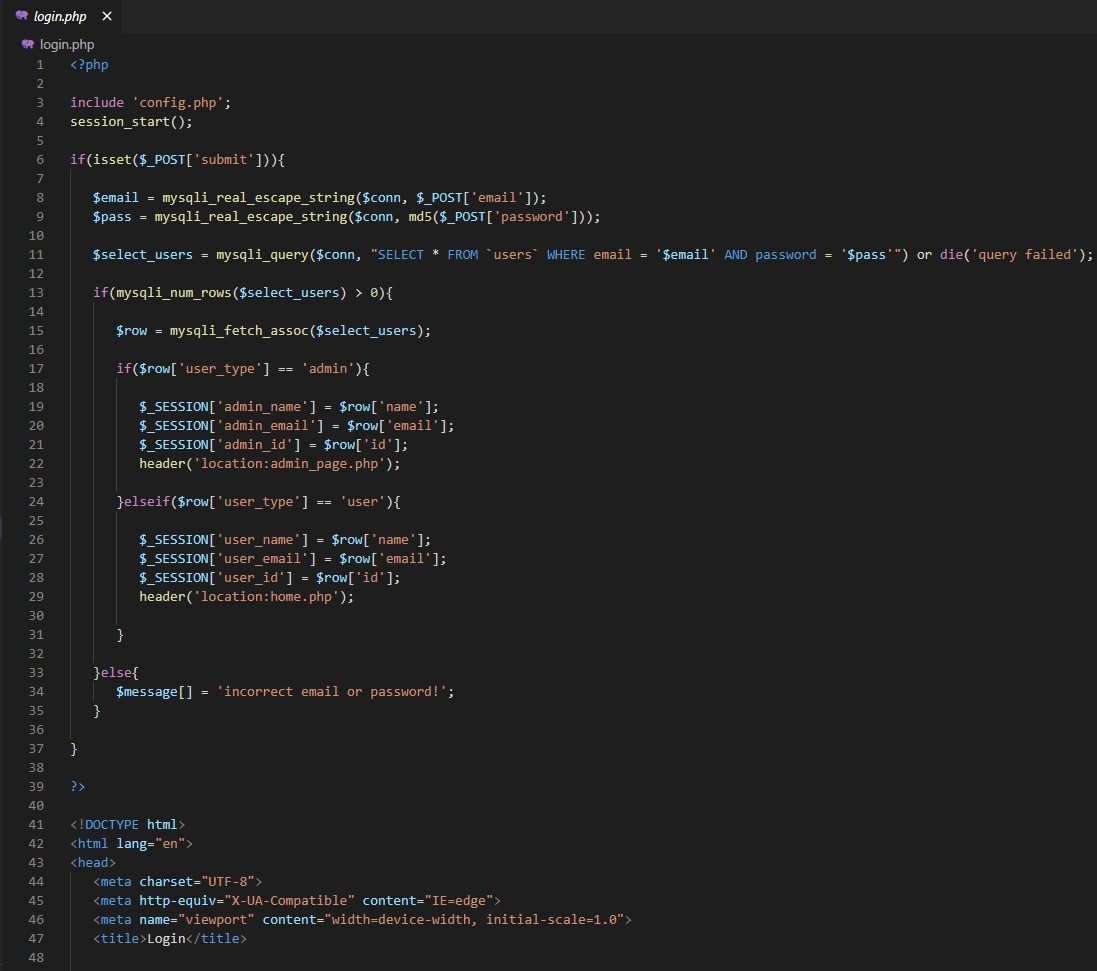 login.php ×
login.php
1 <?php
2
3 include 'config.php';
4 session_start();
5
6 if(isset($_POST['submit'])){
7
8 $email = mysqli_real_escape_string($conn, $_POST['email']);
9 $pass = mysqli_real_escape_string($conn, md5($_POST['password']));
10
11 $select_users = mysqli_query($conn, "SELECT * FROM `users` WHERE email = '$email' AND password = '$pass'") or die('query failed');
12
13 if(mysqli_num_rows($select_users) > 0){
14
15 $row = mysqli_fetch_assoc($select_users);
16
17 if($row['user_type'] == 'admin'){
18
19 $_SESSION['admin_name'] = $row['name'];
20 $_SESSION['admin_email'] = $row['email'];
21 $_SESSION['admin_id'] = $row['id'];
22 header('location:admin_page.php');
23
24 }elseif($row['user_type'] == 'user'){
25
26 $_SESSION['user_name'] = $row['name'];
27 $_SESSION['user_email'] = $row['email'];
28 $_SESSION['user_id'] = $row['id'];
29 header('location:home.php');
30
31 }
32
33 }else{
34 $message[] = 'incorrect email or password!';
35 }
36
37 }
38
39 ?>
40
41 <!DOCTYPE html>
42 <html lang="en">
43 <head>
44 <meta charset="UTF-8">
45 <meta http-equiv="X-UA-Compatible" content="IE=edge">
46 <meta name="viewport" content="width=device-width, initial-scale=1.0">
47 <title>Login</title>
48